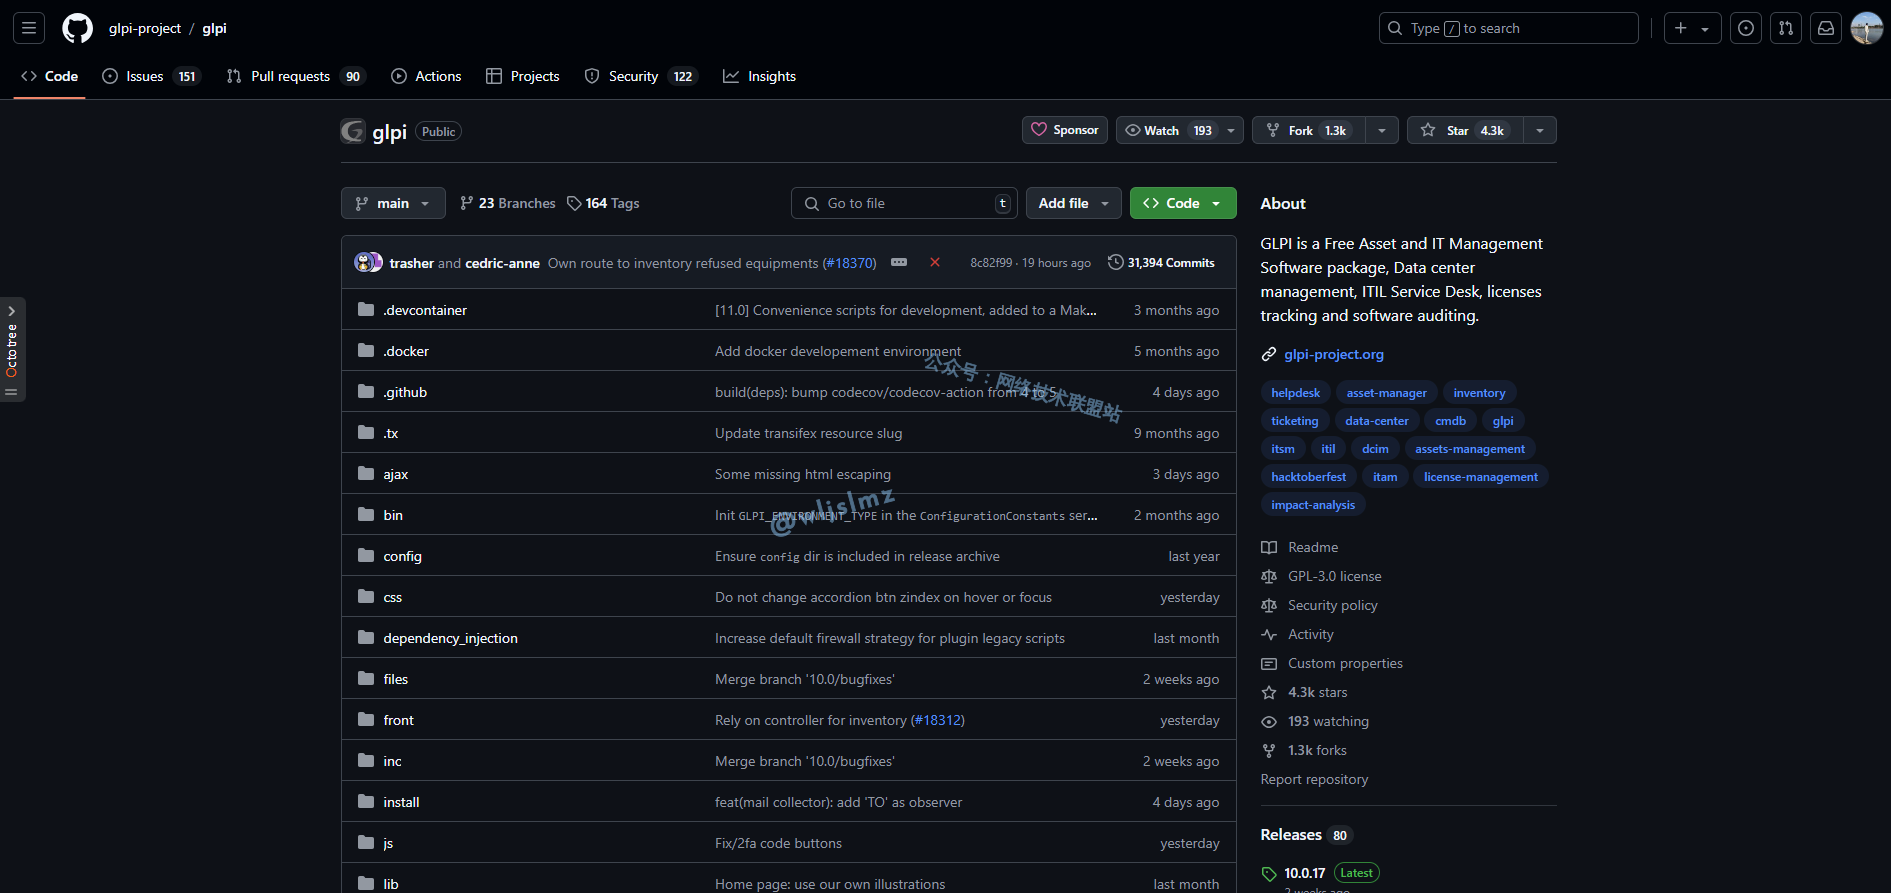 glpi-project / glpi
Type / to search
Code
Issues 151
Pull requests 90
Actions
Projects
Security 122
Insights
glpi Public
Sponsor
Watch 193
Fork 1.3k
Star 4.3k
main
23 Branches
164 Tags
Go to file t
Add file
Code
trasher and cedric-anne Own route to inventory refused equipments (#18370) 8c82f99 · 19 hours ago 31,394 Commits
.devcontainer [11.0] Convenience scripts for development, added to a Mak... 3 months ago
.docker Add docker developement environment 5 months ago
.github build(deps): bump codecov/codecov-action from 4 to 5 4 days ago
.tx Update transifex resource slug 9 months ago
ajax Some missing html escaping 3 days ago
bin Init GLPI_ENVIRONMENT_TYPE in the ConfigurationConstants ser... 2 months ago
config Ensure config dir is included in release archive last year
css Do not change accordion btn zindex on hover or focus yesterday
dependency_injection Increase default firewall strategy for plugin legacy scripts last month
files Merge branch '10.0/bugfixes' 2 weeks ago
front Rely on controller for inventory (#18312) yesterday
inc Merge branch '10.0/bugfixes' 2 weeks ago
install feat(mail collector): add 'TO' as observer 4 days ago
js Fix/2fa code buttons yesterday
lib Home page: use our own illustrations last month
About
GLPI is a Free Asset and IT Management
Software package, Data center
management, ITIL Service Desk, licenses
tracking and software auditing.
glpi-project.org
helpdesk asset-manager inventory
ticketing data-center cmdb glpi
itsm itil dcim assets-management
hacktoberfest itam license-management
impact-analysis
Readme
GPL-3.0 license
Security policy
Activity
Custom properties
4.3k stars
193 watching
1.3k forks
Report repository
Releases 80
10.0.17 Latest
2 weeks ago
Octotree
公众号：网络技术联盟站
@wljslmz